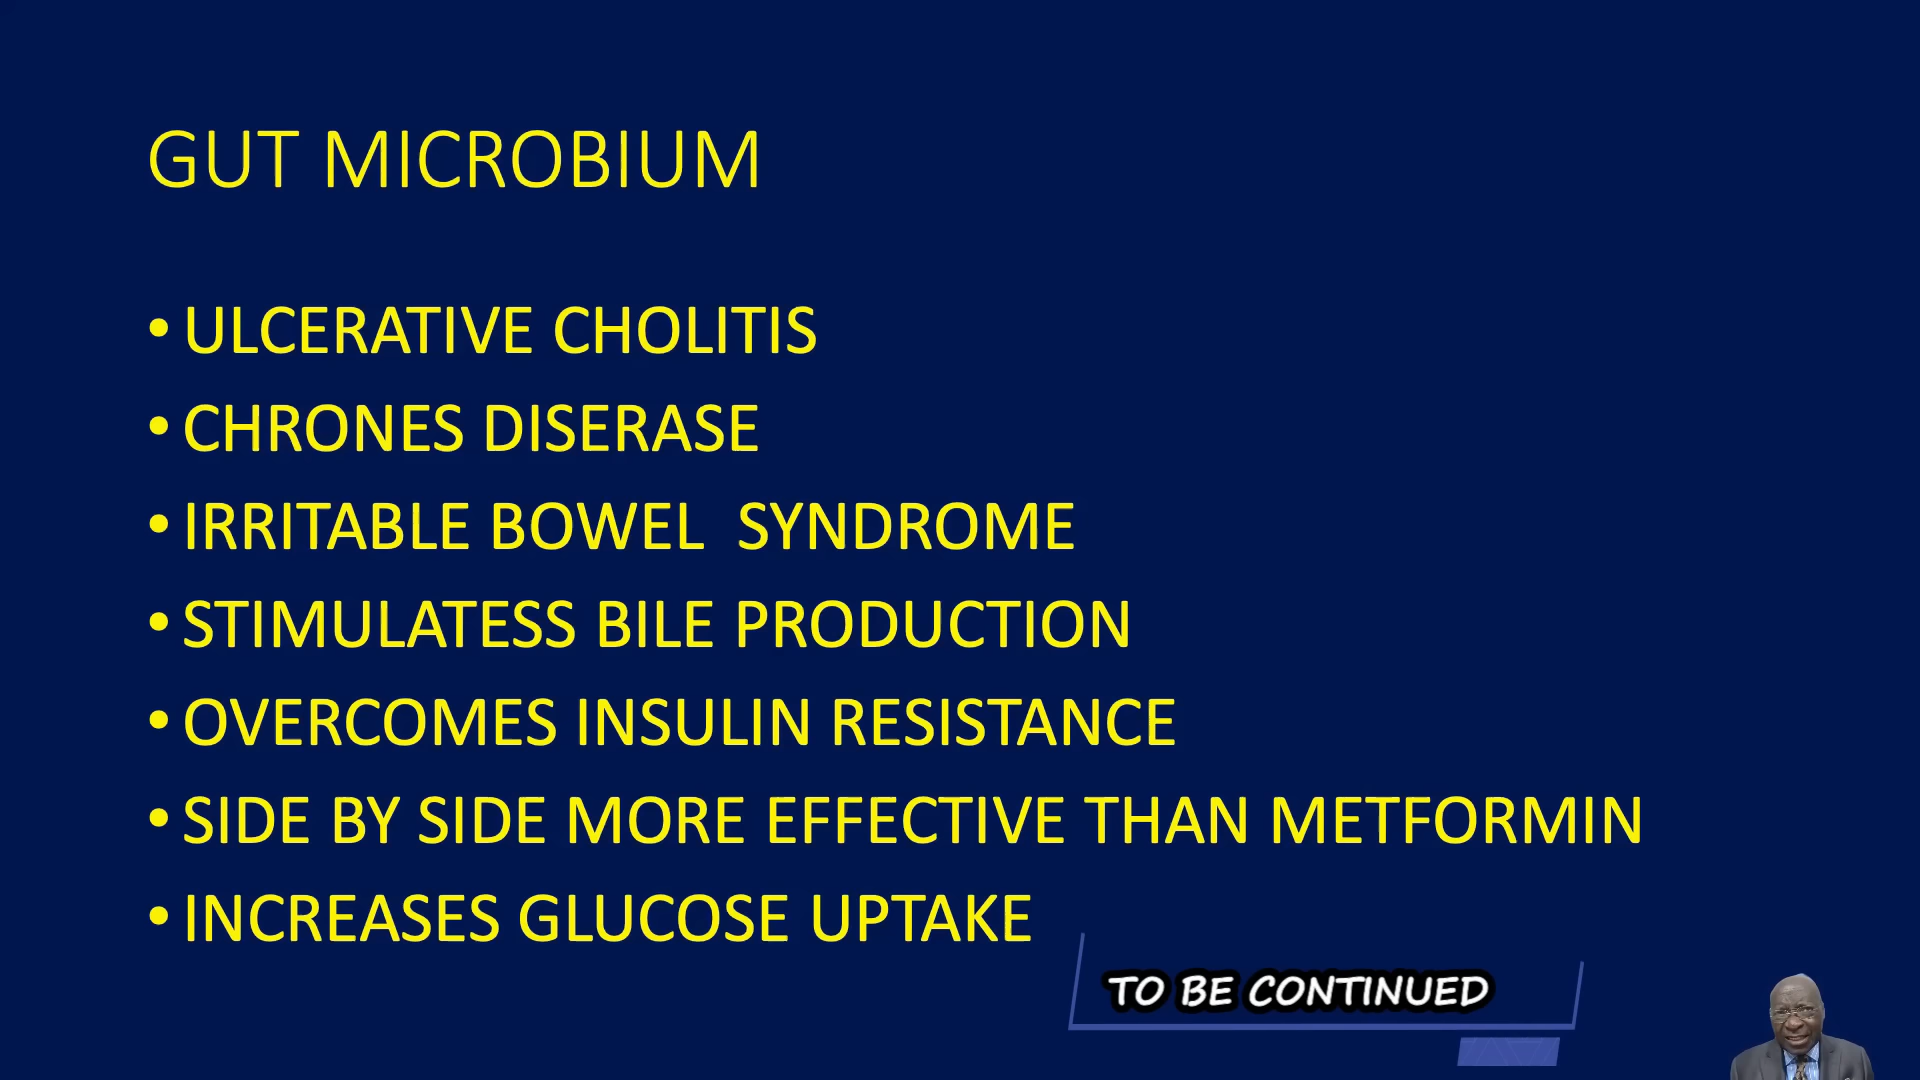 GUT MICROBIUM
• ULCERATIVE CHOLITIS
• CHRONES DISERASE
• IRRITABLE BOWEL  SYNDROME
• STIMULATESS BILE PRODUCTION
• OVERCOMES INSULIN RESISTANCE
• SIDE BY SIDE MORE EFFECTIVE THAN METFORMIN
• INCREASES GLUCOSE UPTAKE
TO BE CONTINUED